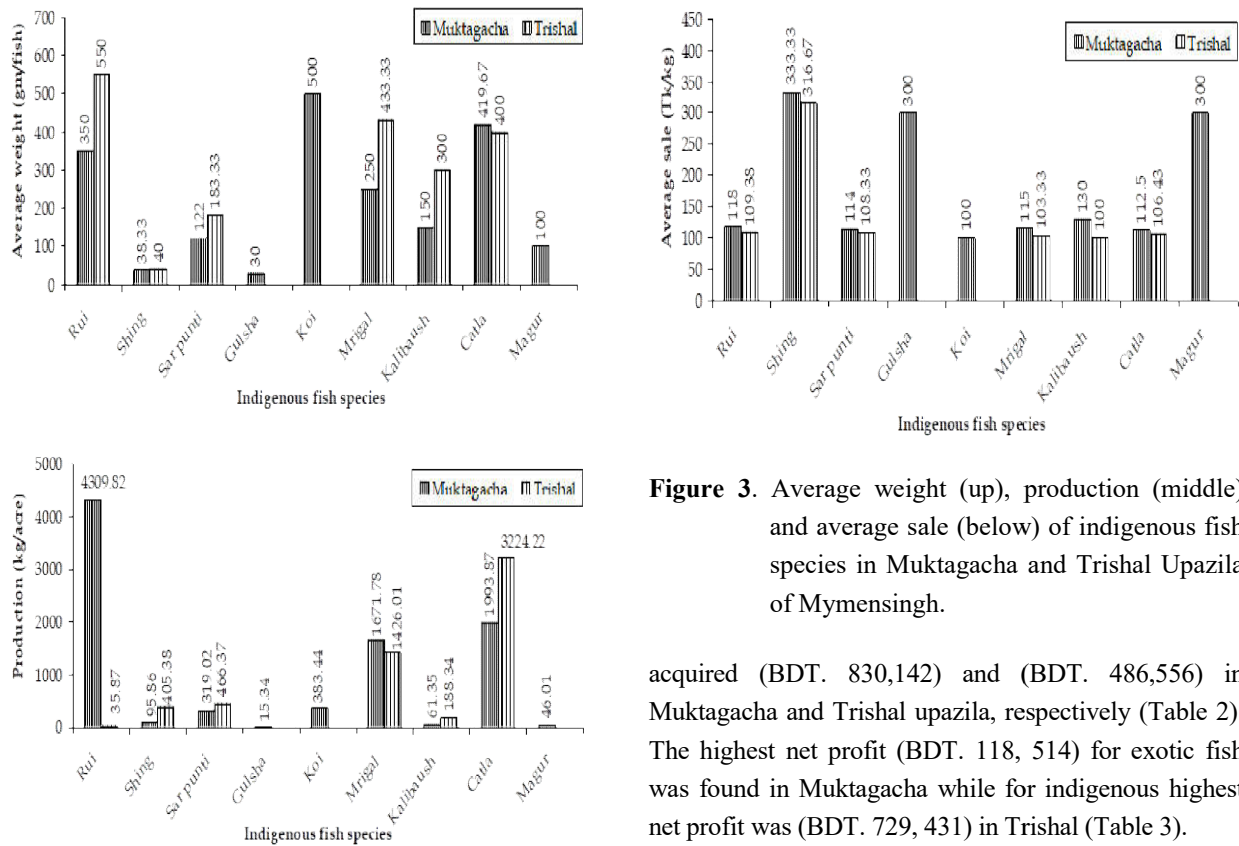 700
600
500
400
300
200
100
0
Average weight (gm/fish)
Muktagacha Trishal
350 550
38.33 40
122 183.33
30
500
250 433.33
150 300
419.67 400
100
Rui Shing Sar punti Gulsha Koi Mrigal Kalibaush Catla Magur
Indigenous fish species
450
400
350
300
250
200
150
100
50
0
Average sale (Tk/kg)
Muktagacha Trishal
118 109.38
333.33 316.67
114 108.33
300
100
115 103.33
130 100
112.5 106.43
300
Rui Shing Sar punti Gulsha Koi Mrigal Kalibaush Catla Magur
Indigenous fish species
5000
4000
3000
2000
1000
0
Production (kg/acre)
Muktagacha Trishal
4309.82 35.87
95.86 405.38
319.02 466.37
15.34
383.44
1671.78 1426.01
61.35 188.34
1993.87 3224.22
46.01
Rui Shing Sar punti Gulsha Koi Mrigal Kalibaush Catla Magur
Indigenous fish species
Figure 3. Average weight (up), production (middle)
and average sale (below) of indigenous fish
species in Muktagacha and Trishal Upazila
of Mymensingh.
acquired (BDT. 830,142) and (BDT. 486,556) in
Muktagacha and Trishal upazila, respectively (Table 2)
The highest net profit (BDT. 118, 514) for exotic fish
was found in Muktagacha while for indigenous highest
net profit was (BDT. 729, 431) in Trishal (Table 3).